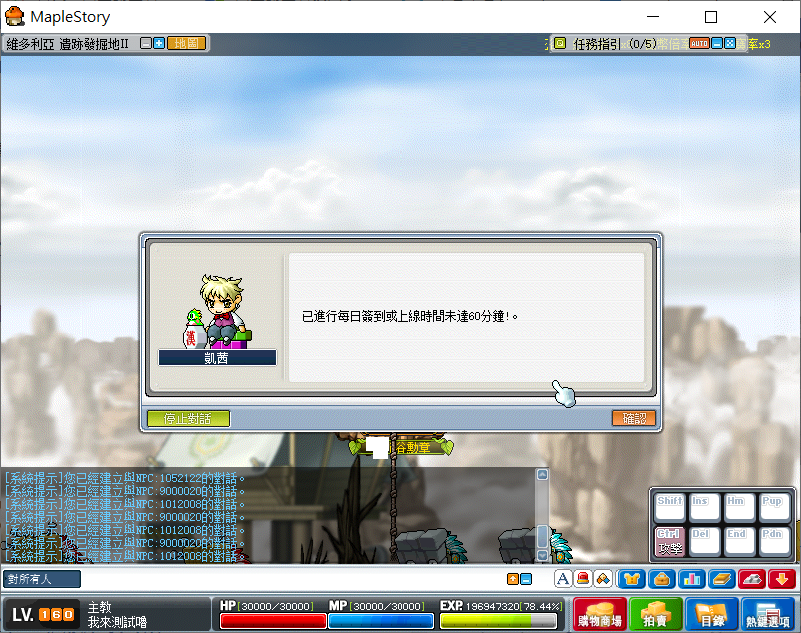 MapleStory
維多利亞 遺跡發掘地II
地圖
任務指引 (0/5)
AUTO
率x3
已進行每日簽到或上線時間未達60分鐘!。
漢
凱茜
停止對話
確認
谷勳章
[系統提示]您已經建立與NPC:1052122的對話。
[系統提示]您已經建立與NPC:9000020的對話。
[系統提示]您已經建立與NPC:1012008的對話。
[系統提示]您已經建立與NPC:9000020的對話。
[系統提示]您已經建立與NPC:1012008的對話。
[系統提示]您已經建立與NPC:9000020的對話。
[系統提示]您已經建立與NPC:1012008的對話。
Shift Ins Hm Pup
Ctrl Del End Pdn
攻擊
對所有人
A
LV. 160
主教
我來測試嚕
HP[30000/30000]
MP[30000/30000]
EXP. 196947320[78.44%]
購物商場
拍賣
目錄
熱鍵選項